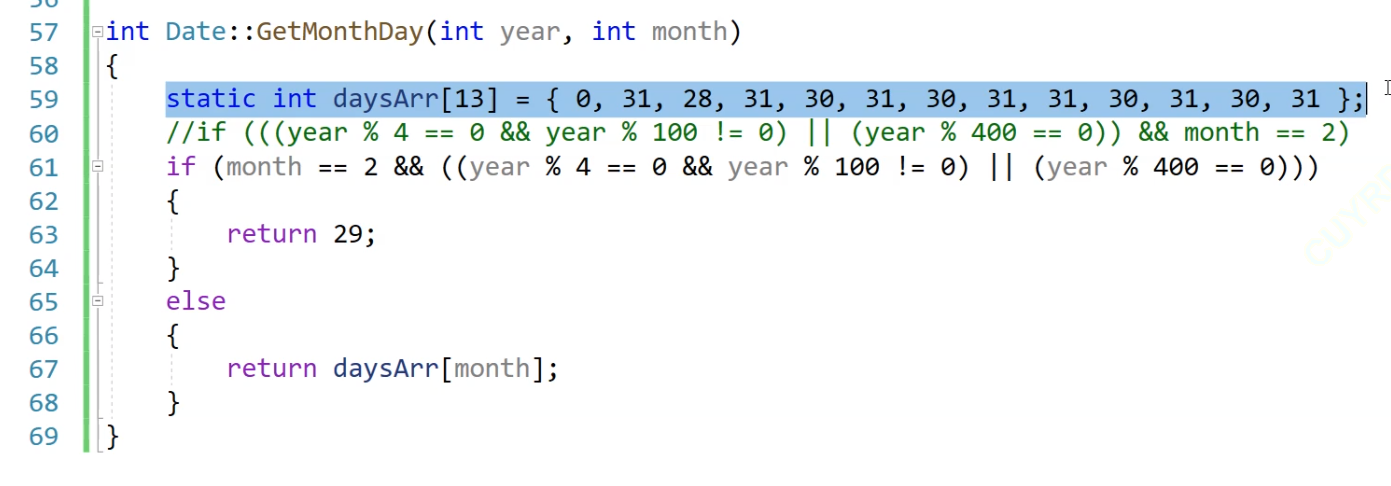 56
57 int Date::GetMonthDay(int year, int month)
58 {
59 static int daysArr[13] = { 0, 31, 28, 31, 30, 31, 30, 31, 31, 30, 31, 30, 31 };
60 //if (((year % 4 == 0 && year % 100 != 0) || (year % 400 == 0)) && month == 2)
61 if (month == 2 && ((year % 4 == 0 && year % 100 != 0) || (year % 400 == 0)))
62 {
63 return 29;
64 }
65 else
66 {
67 return daysArr[month];
68 }
69 }